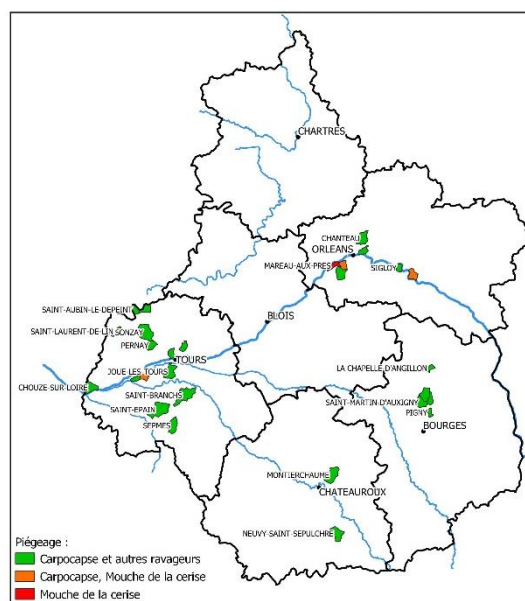 CHARTRES
CHANTEAU
ORLEANS
MAREAU-AUX-PRES
SIGLOY
SAINT-AUBIN-LE-DEPEINT
BLOIS
SAINT-LAURENT-DE-LIN
SONZAY
PERNAY
TOURS
LA CHAPELLE D'ANGILLON
JOUE-LES-TOURS
CHOUZE-SUR-LOIRE
SAINT-BRANCHS
SAINT-MARTIN-D'AUXIGNY
SAINT-EPAIN
PIGNY
SEPMES
BOURGES
MONTIERCHAUME
CHATEAUROUX
NEUVY-SAINT-SEPULCHRE
Piégeage :
Carpocapse et autres ravageurs
Carpocapse, Mouche de la cerise
Mouche de la cerise